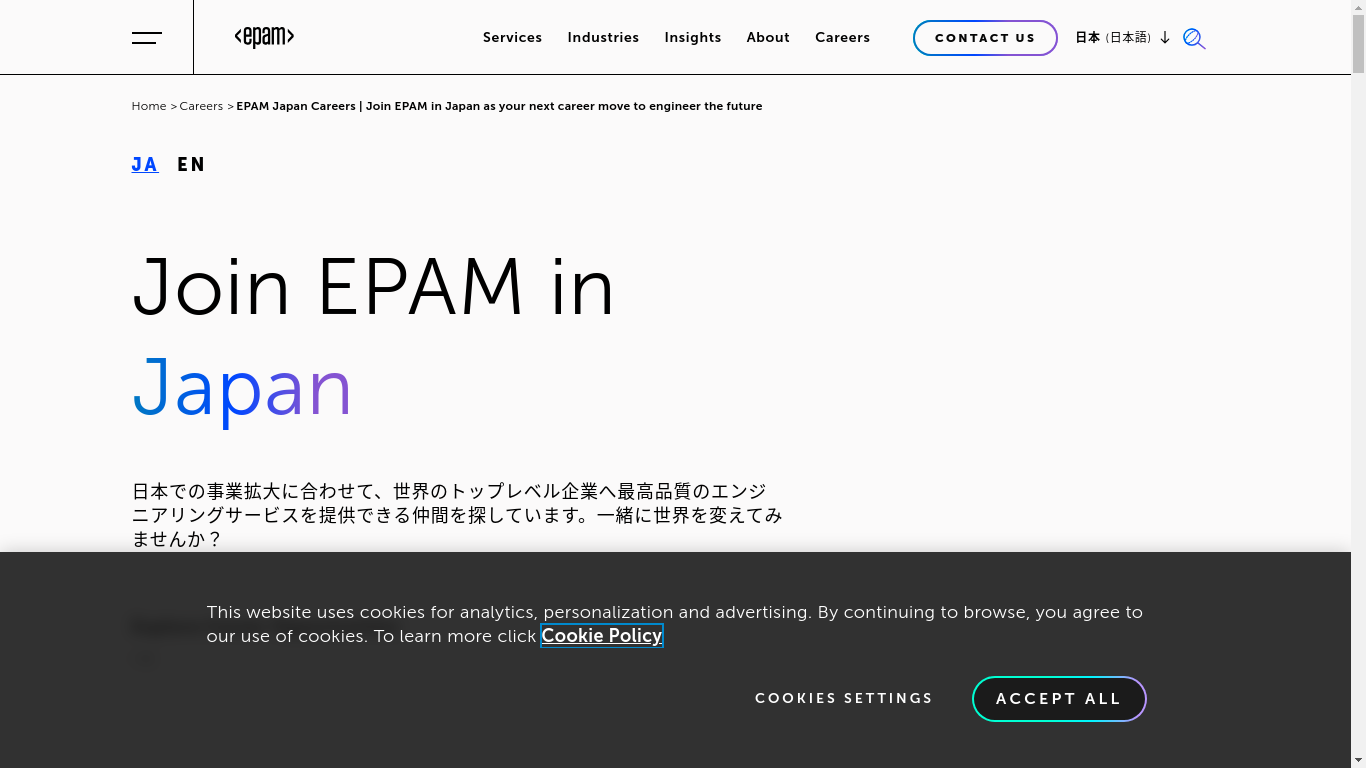 <epam>
Services Industries Insights About Careers
CONTACT US
日本 (日本語)
Home > Careers > EPAM Japan Careers | Join EPAM in Japan as your next career move to engineer the future
JA EN
Join EPAM in
Japan
日本での事業拡大に合わせて、世界のトップレベル企業へ最高品質のエンジ
ニアリングサービスを提供できる仲間を探しています。一緒に世界を変えてみ
ませんか？
This website uses cookies for analytics, personalization and advertising. By continuing to browse, you agree to
our use of cookies. To learn more click Cookie Policy
COOKIES SETTINGS
ACCEPT ALL